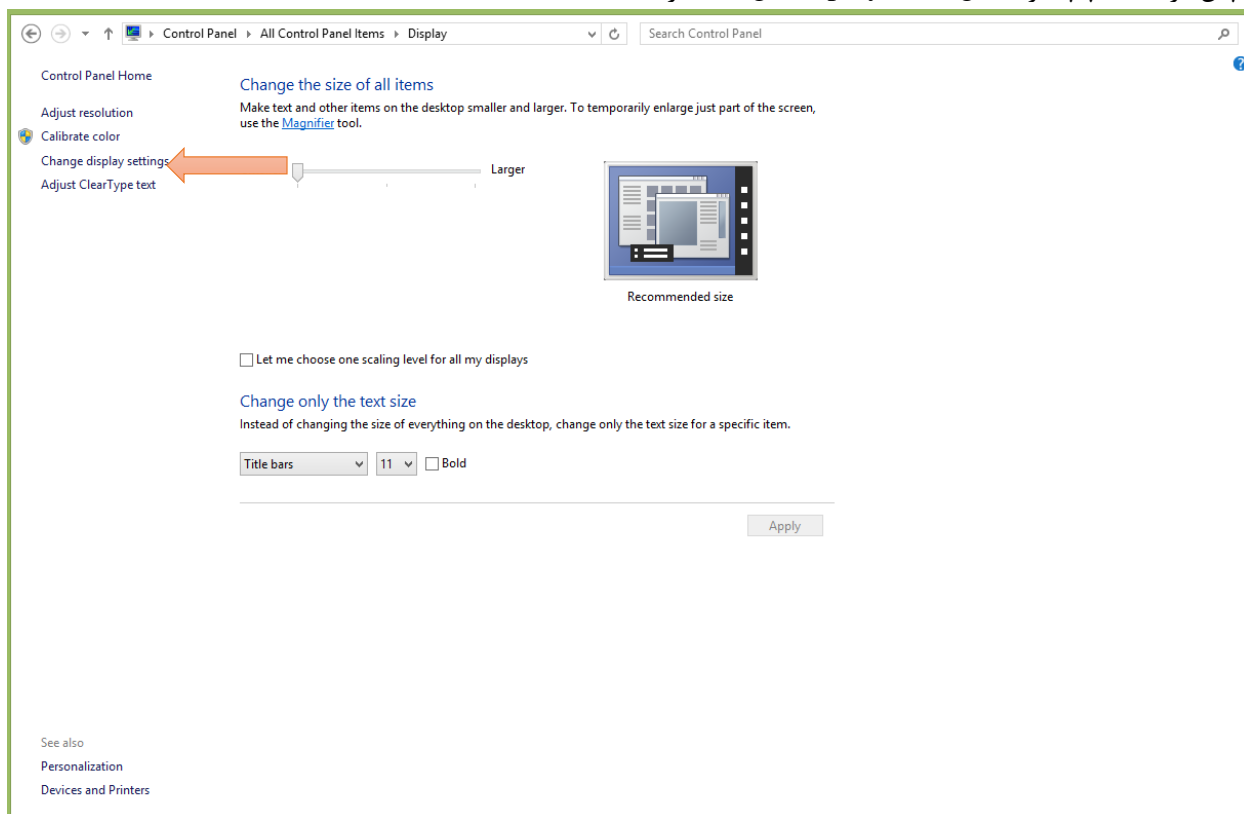 Control Panel All Control Panel Items Display
Search Control Panel
Control Panel Home
Adjust resolution
Calibrate color
Change display settings
Adjust ClearType text
Change the size of all items
Make text and other items on the desktop smaller and larger. To temporarily enlarge just part of the screen,
use the Magnifier tool.
Larger
Recommended size
Let me choose one scaling level for all my displays
Change only the text size
Instead of changing the size of everything on the desktop, change only the text size for a specific item.
Title bars 11 Bold
Apply
See also
Personalization
Devices and Printers